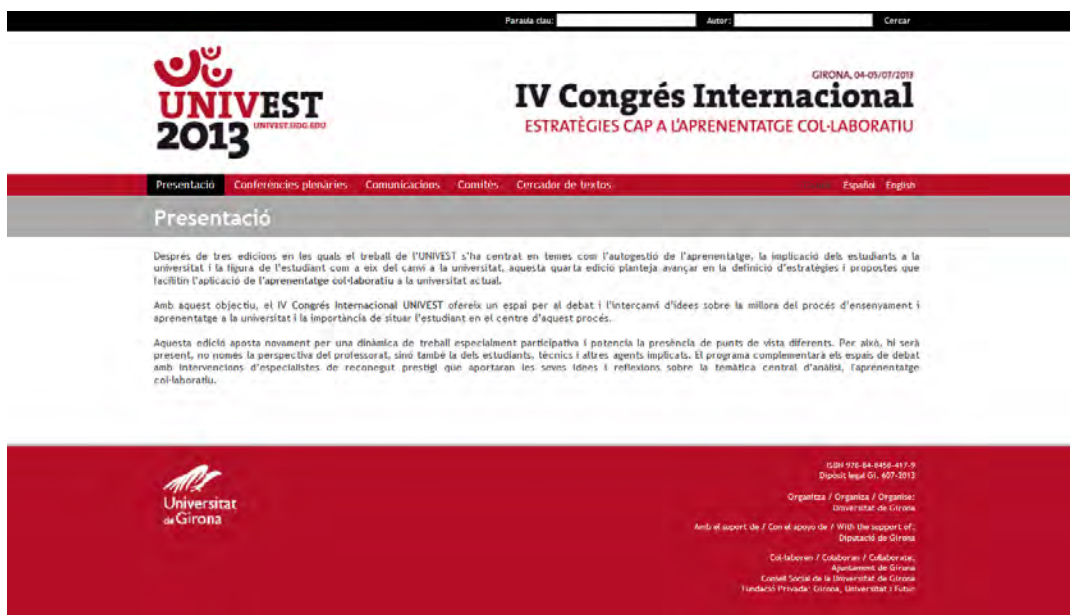 Paraula clau: Autor: Cercar
UNIVEST
2013
UNIVEST.UDG.EDU
GIRONA, 04-05/07/2013
IV Congrés Internacional
ESTRATÈGIES CAP A L'APRENENTATGE COL·LABORATIU
Presentació Conferències plenàries Comunicacions Comitès Cercador de textos Español English
Presentació
Després de tres edicions en les quals el treball de l'UNIVEST s'ha centrat en temes com l'autogestió de l'aprenentatge, la implicació dels estudiants a la
universitat i la figura de l'estudiant com a eix del canvi a la universitat, aquesta quarta edició planteja avançar en la definició d'estratègies i propostes que
facilitin l'aplicació de l'aprenentatge col·laboratiu a la universitat actual.
Amb aquest objectiu, el IV Congrés Internacional UNIVEST ofereix un espai per al debat i l'intercanvi d'idees sobre la millora del procés d'ensenyament i
aprenentatge a la universitat i la importància de situar l'estudiant en el centre d'aquest procés.
Aquesta edició aposta novament per una dinàmica de treball especialment participativa i potencia la presència de punts de vista diferents. Per això, hi serà
present, no només la perspectiva del professorat, sinó també la dels estudiants, tècnics i altres agents implicats. El programa complementarà els espais de debat
amb intervencions d'especialistes de reconegut prestigi que aportaran les seves idees i reflexions sobre la temàtica central d'anàlisi, l'aprenentatge
col·laboratiu.
Universitat
de Girona
ISBN 978-84-8458-417-9
Dipòsit legal GI. 607-2013
Organitza / Organiza / Organise:
Universitat de Girona
Amb el suport de / Con el apoyo de / With the support of:
Diputació de Girona
Col·laboren / Colaboran / Collaborate:
Ajuntament de Girona
Consell Social de la Universitat de Girona
Fundació Privada: Girona, Universitat i Futur